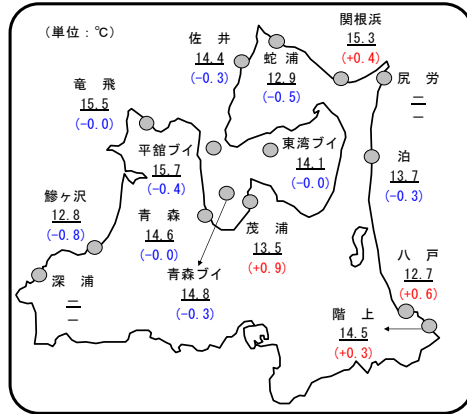 (単位：℃)
関根浜
15.3
(+0.4)
佐井
14.4
(-0.3)
蛇浦
12.9
(-0.5)
尻労
二
一
竜飛
15.5
(-0.0)
平舘ブイ
15.7
(-0.4)
東湾ブイ
14.1
(-0.0)
泊
13.7
(-0.3)
鰺ヶ沢
12.8
(-0.8)
青森
14.6
(-0.0)
茂浦
13.5
(+0.9)
青森ブイ
14.8
(-0.3)
深浦
二
一
八戸
12.7
(+0.6)
階上
14.5
(+0.3)